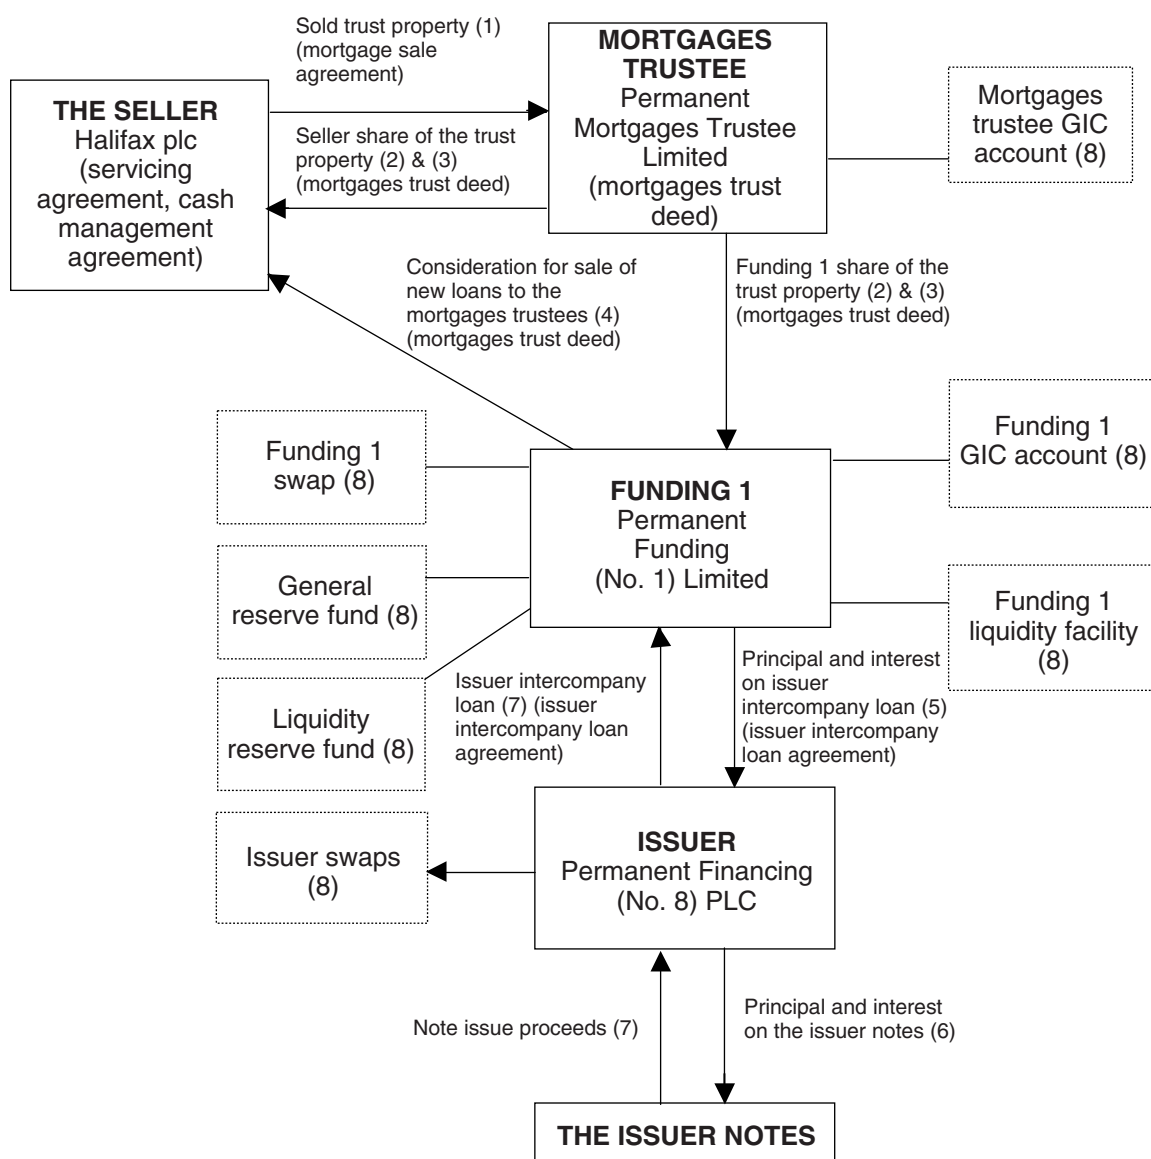 Sold trust property (1)
(mortgage sale
agreement)
MORTGAGES
TRUSTEE
Permanent
Mortgages Trustee
Limited
(mortgages trust
deed)
Mortgages
trustee GIC
account (8)
THE SELLER
Halifax plc
(servicing
agreement, cash
management
agreement)
Seller share of the trust
property (2) & (3)
(mortgages trust deed)
Consideration for sale of
new loans to the
mortgages trustees (4)
(mortgages trust deed)
Funding 1 share of the
trust property (2) & (3)
(mortgages trust deed)
Funding 1
swap (8)
Funding 1
GIC account (8)
FUNDING 1
Permanent
Funding
(No. 1) Limited
General
reserve fund (8)
Funding 1
liquidity facility
(8)
Liquidity
reserve fund (8)
Issuer intercompany
loan (7) (issuer
intercompany loan
agreement)
Principal and interest
on issuer
intercompany loan (5)
(issuer intercompany
loan agreement)
Issuer swaps
(8)
ISSUER
Permanent Financing
(No. 8) PLC
Note issue proceeds (7)
Principal and interest
on the issuer notes (6)
THE ISSUER NOTES